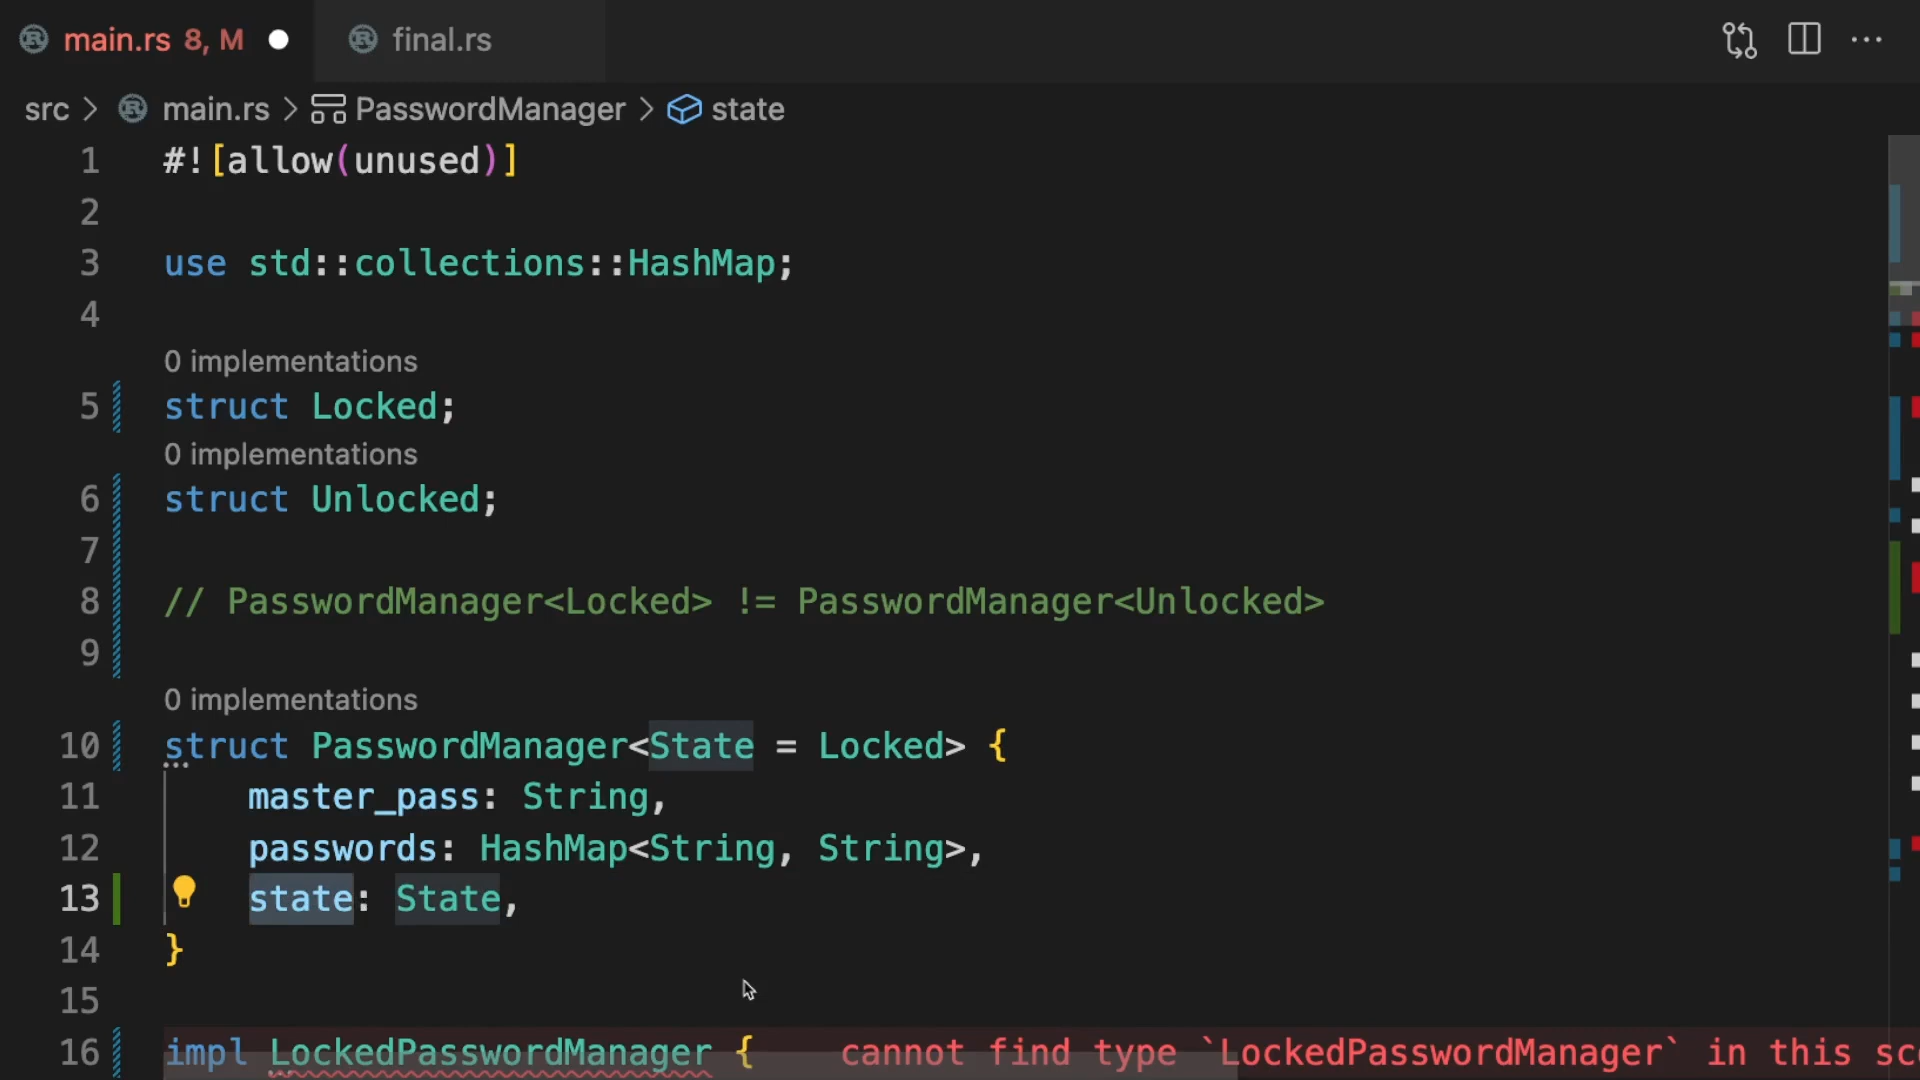 main.rs 8, M final.rs
src > main.rs > PasswordManager > state
1 #![allow(unused)]
2
3 use std::collections::HashMap;
4
0 implementations
5 struct Locked;
0 implementations
6 struct Unlocked;
7
8 // PasswordManager<Locked> != PasswordManager<Unlocked>
9
0 implementations
10 struct PasswordManager<State = Locked> {
11 master_pass: String,
12 passwords: HashMap<String, String>,
13 state: State,
14 }
15
16 impl LockedPasswordManager { cannot find type `LockedPasswordManager` in this sc